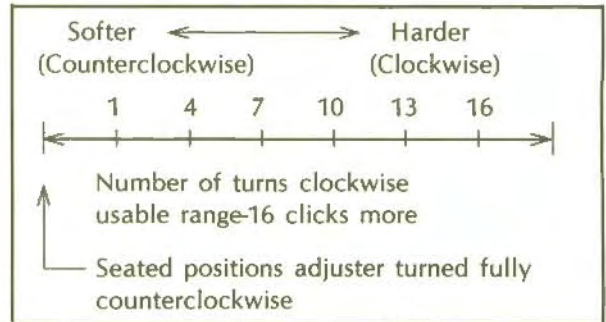 Softer Harder
(Counterclockwise) (Clockwise)
1 4 7 10 13 16
Number of turns clockwise
usable range-16 clicks more
Seated positions adjuster turned fully
counterclockwise